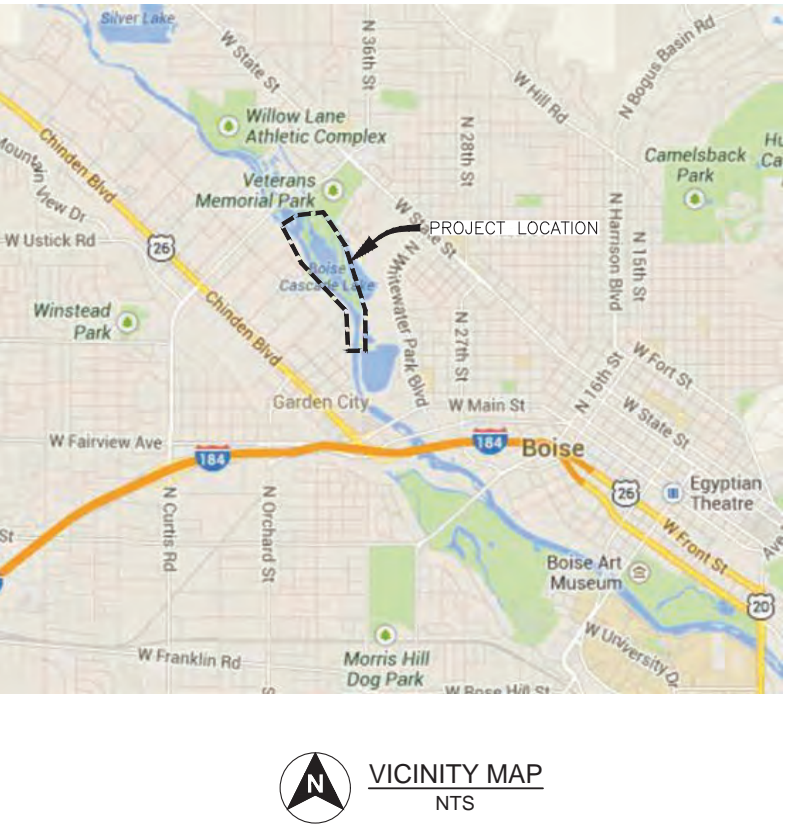 Silver Lake
W State St
N 36th St
W Hill Rd
N Bogus Basin Rd
Willow Lane
Athletic Complex
N 28th St
Chinden Blvd
Camelsback
Park
Hu
Ca
Mountain View Dr
Veterans
Memorial Park
W State St
PROJECT LOCATION
W Ustick Rd
26
N Harrison Blvd
N 15th St
Boise
Cascade Lake
N Whitewater Park Blvd
Winstead
Park
Chinden Blvd
N 27th St
W Fort St
N 16th St
Garden City
W Main St
W State St
W Fairview Ave
184
184
Boise
26
Egyptian
Theatre
N Curtis Rd
N Orchard St
St
W Front St
Ave
Boise Art
Museum
20
W University Dr
W Franklin Rd
Morris Hill
Dog Park
S
W Rose Hill St
N
VICINITY MAP
NTS